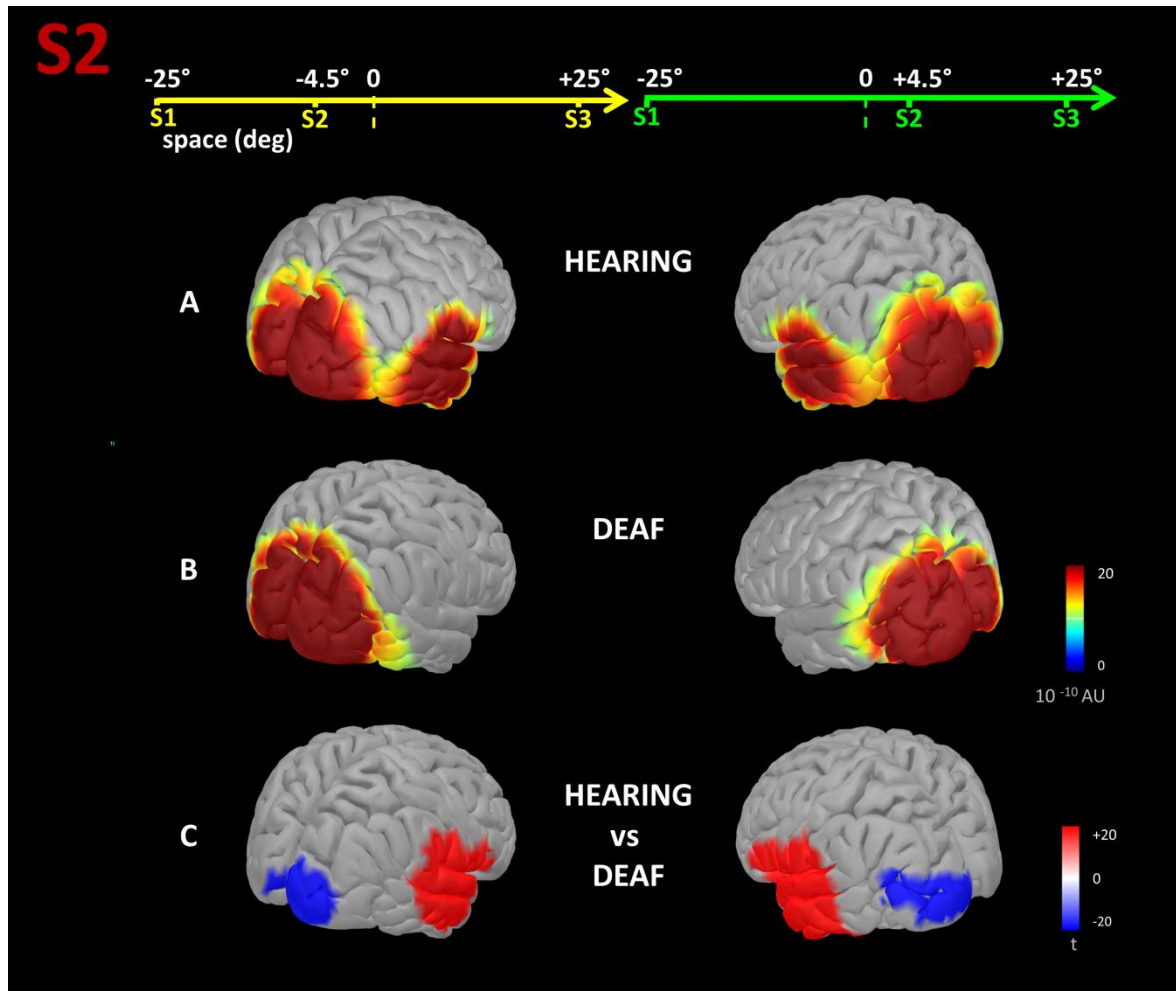 S2
-25° -4.5° 0 +25°
S1 S2 S3
space (deg)
-25° 0 +4.5° +25°
S1 S2 S3
A
HEARING
"
B
DEAF
20
0
10 -10 AU
C
HEARING
vs
DEAF
+20
0
-20
t